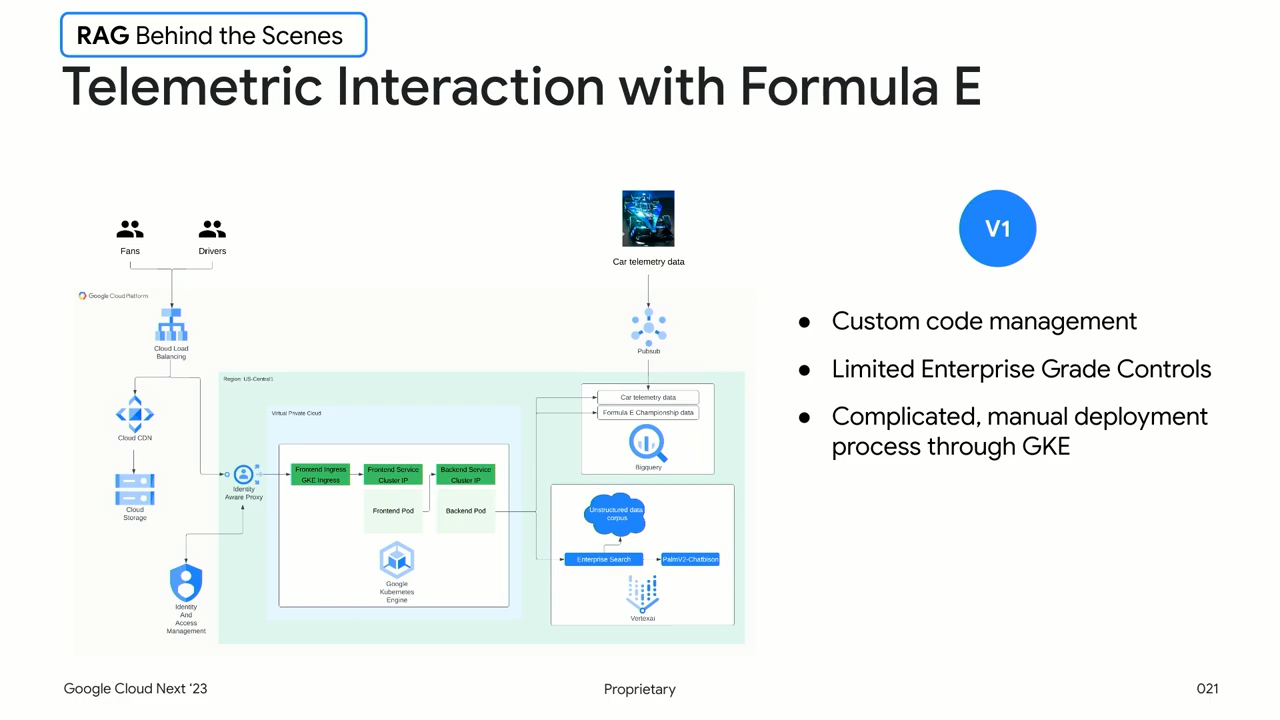 RAG Behind the Scenes
Telemetric Interaction with Formula E
Fans
Drivers
Car telemetry data
Google Cloud Platform
Cloud Load
Balancing
Pubsub
Region: US-Central1
Car telemetry data
Formula E Championship data
Bigquery
Virtual Private Cloud
Cloud CDN
Cloud
Storage
Identity
Aware Proxy
Frontend Ingress
GKE Ingress
Frontend Service
Cluster IP
Backend Service
Cluster IP
Frontend Pod
Backend Pod
Google
Kubernetes
Engine
Unstructured data
corpus
Enterprise Search
PalmV2-Chatbison
Vertexai
Identity
And
Access
Management
V1
● Custom code management
● Limited Enterprise Grade Controls
● Complicated, manual deployment
process through GKE
Google Cloud Next ‘23
Proprietary
021